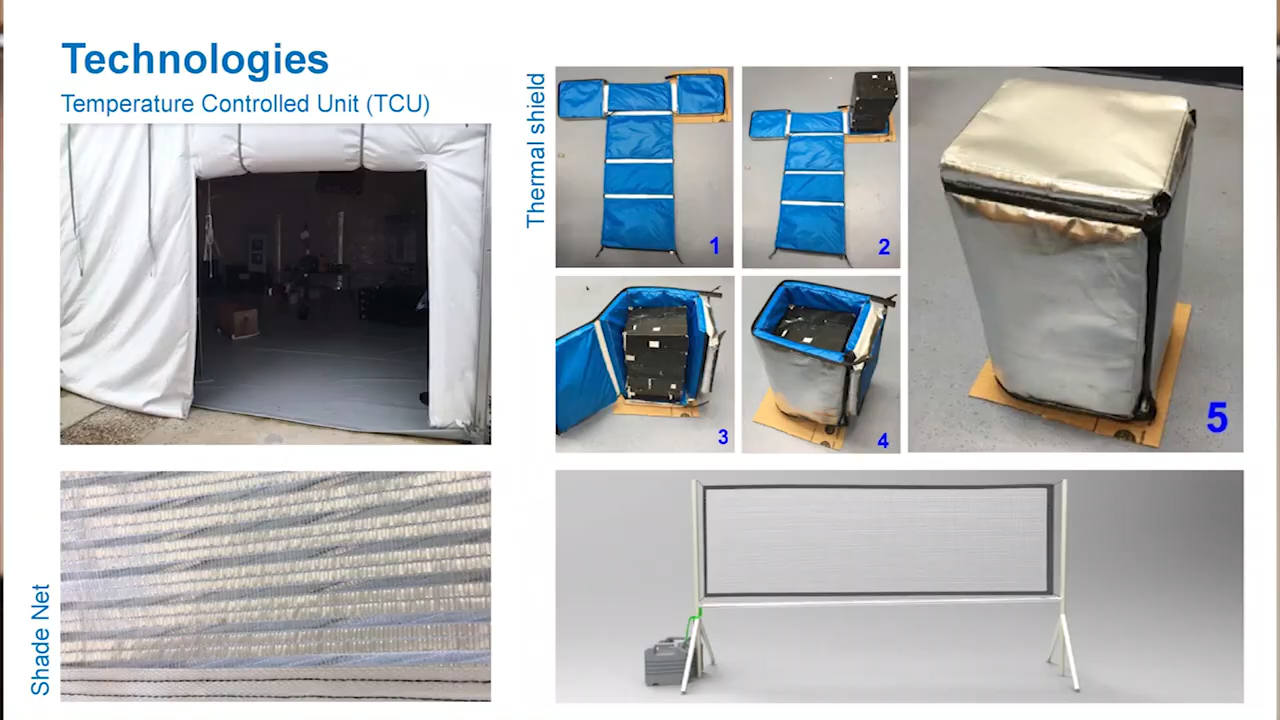 Technologies
Temperature Controlled Unit (TCU)
Thermal shield
1
2
3
4
5
Shade Net